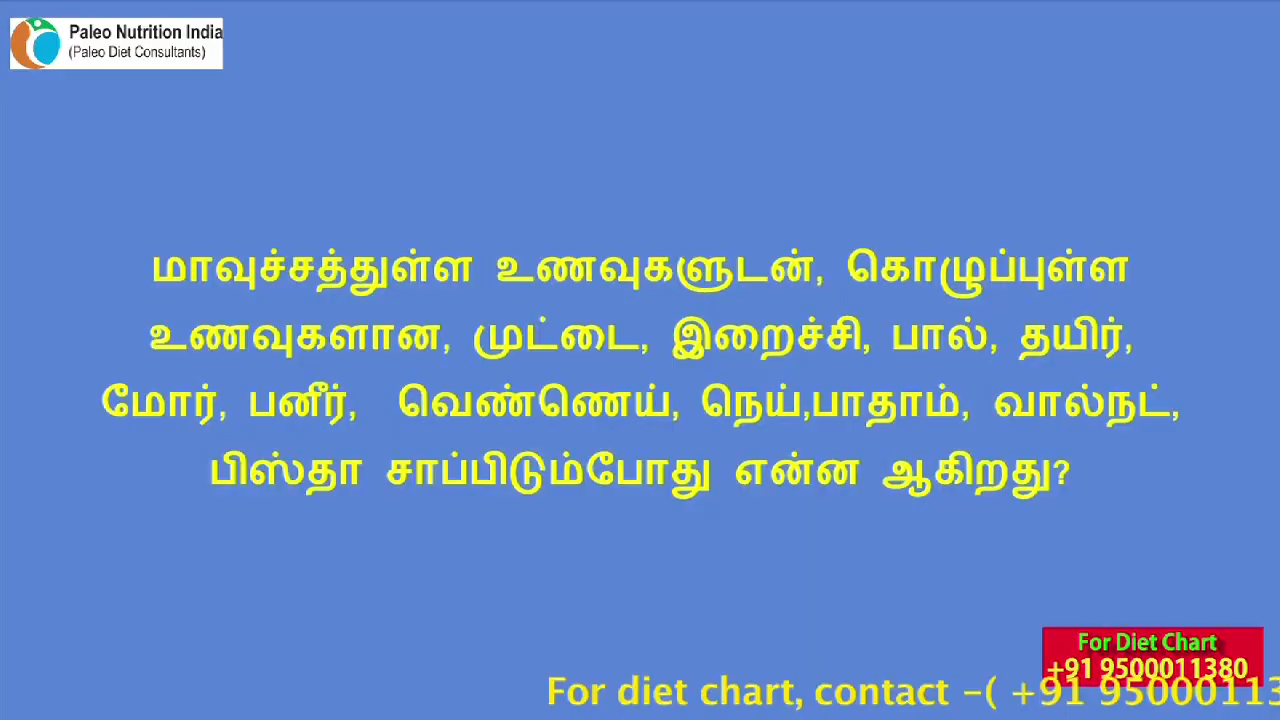 Paleo Nutrition India
(Paleo Diet Consultants)
மாவுச்சத்துள்ள உணவுகளுடன், கொழுப்புள்ள
உணவுகளான, முட்டை, இறைச்சி, பால், தயிர்,
மோர், பனீர், வெண்ணெய், நெய்,பாதாம், வால்நட்,
பிஸ்தா சாப்பிடும்போது என்ன ஆகிறது?
For Diet Chart
+91 9500011380
For diet chart, contact -( +91 95000113